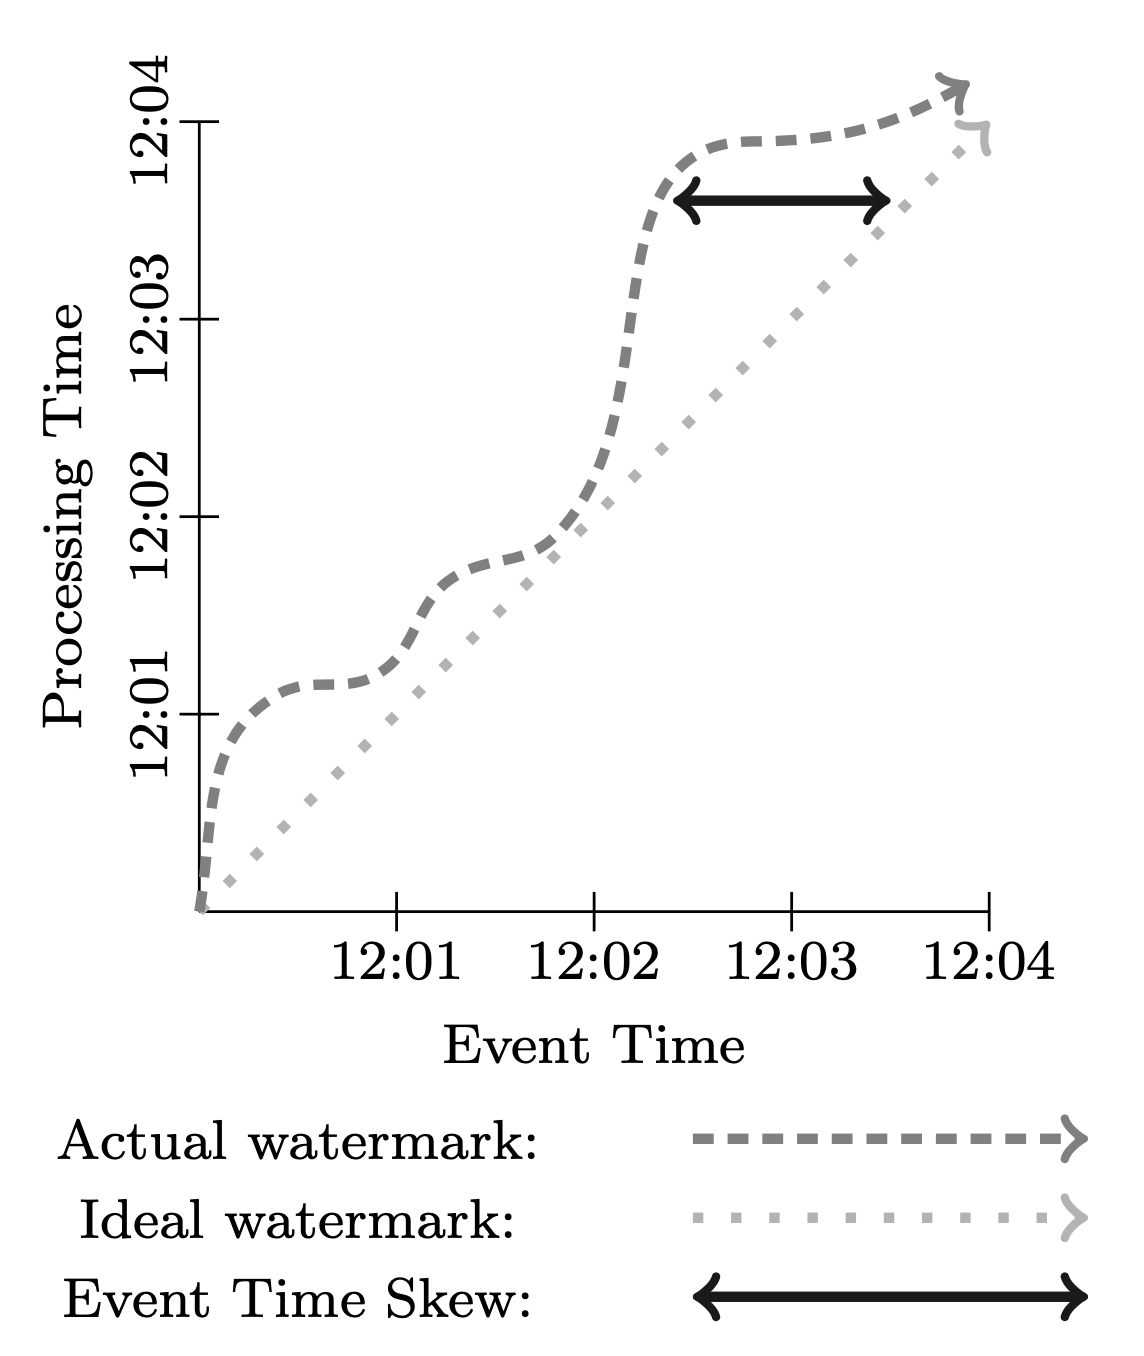 12:04
12:03
12:02
12:01
Processing Time
12:01 12:02 12:03 12:04
Event Time
Actual watermark:
Ideal watermark:
Event Time Skew: